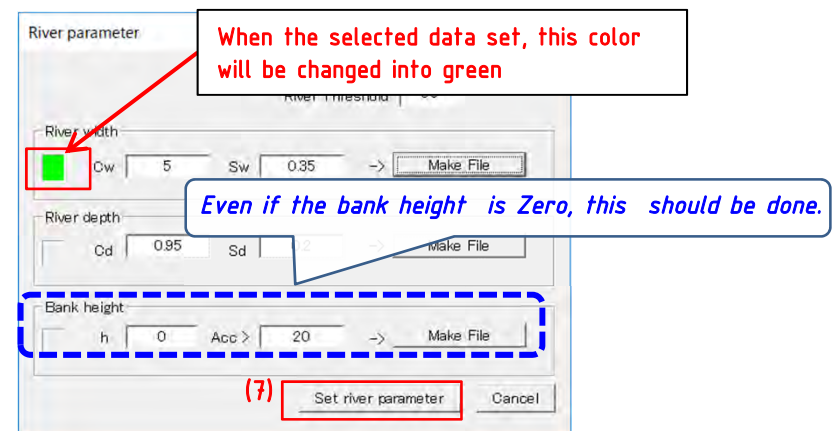 River parameter
When the selected data set, this color
will be changed into green
River Threshold
River width
Cw 5 Sw 0.35 -> Make File
Even if the bank height is Zero, this should be done.
River depth
Cd 0.95 Sd -> Make File
Bank height
h 0 Acc > 20 -> Make File
(7) Set river parameter Cancel